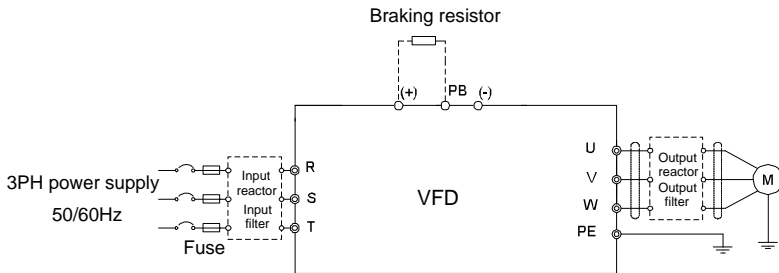 Braking resistor
(+) PB (-)
3PH power supply
50/60Hz
Fuse
Input
reactor
Input
filter
R
S
T
VFD
U
V
W
PE
Output
reactor
Output
filter
M